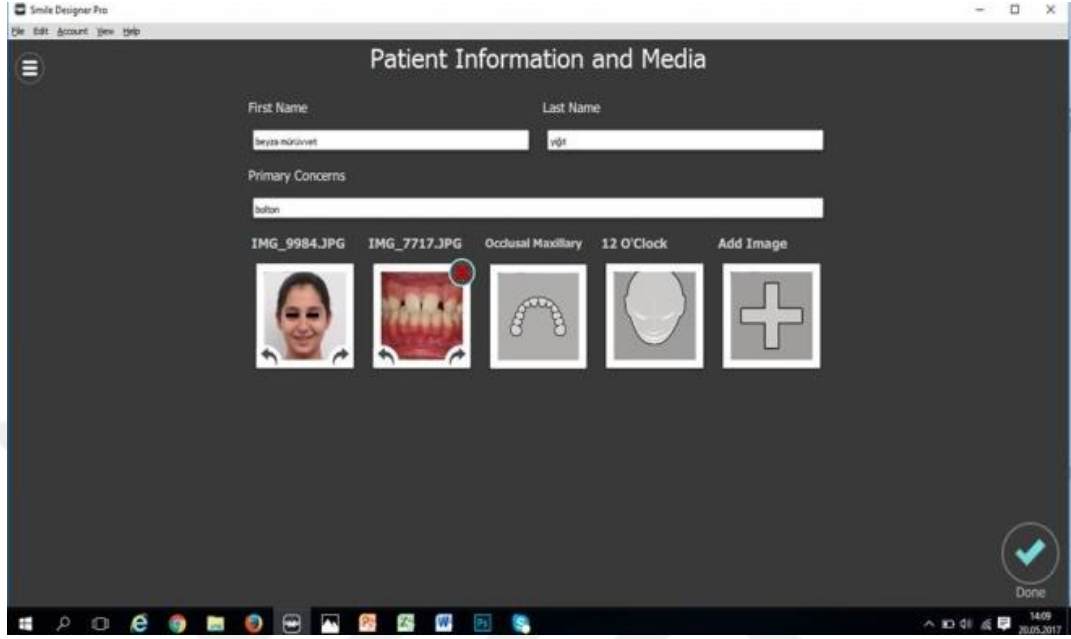 Smile Designer Pro
File Edit Account View Help
Patient Information and Media
First Name Last Name
beyza mürüvvet yiğit
Primary Concerns
bolton
IMG_9984.JPG IMG_7717.JPG Occlusal Maxillary 12 O'Clock Add Image
Done
14:09
20.05.2017